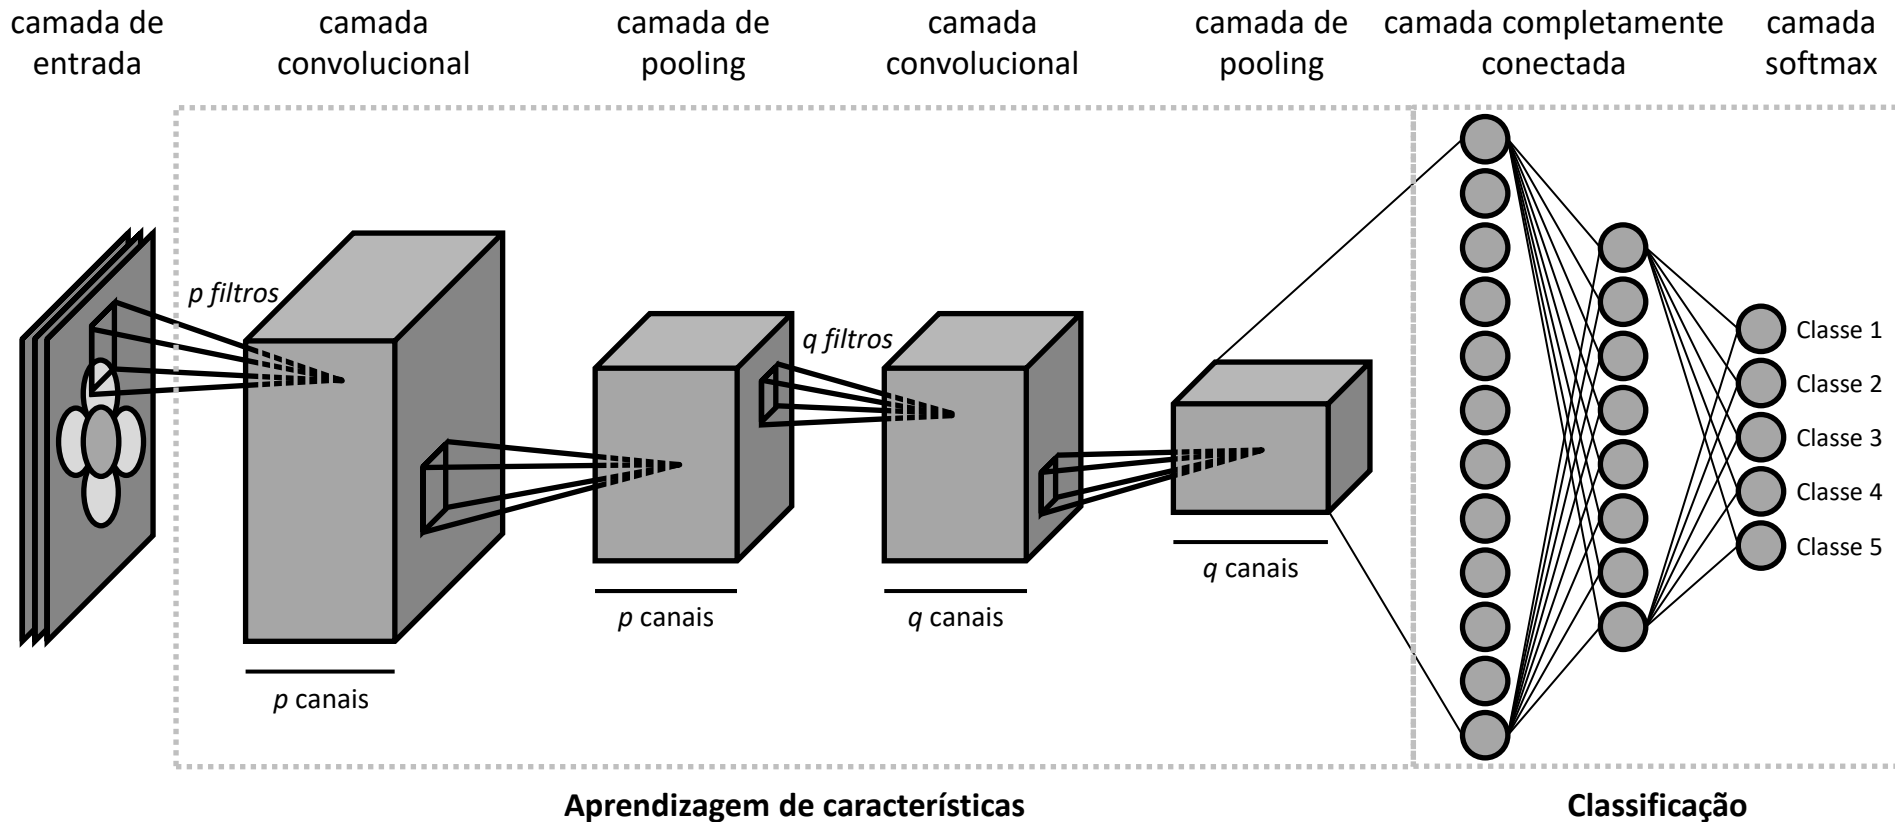 camada de
entrada
camada
convolucional
camada de
pooling
camada
convolucional
camada de
pooling
camada completamente
conectada
camada
softmax
p filtros
q filtros
Classe 1
Classe 2
Classe 3
Classe 4
Classe 5
p canais
p canais
q canais
q canais
Aprendizagem de características
Classificação